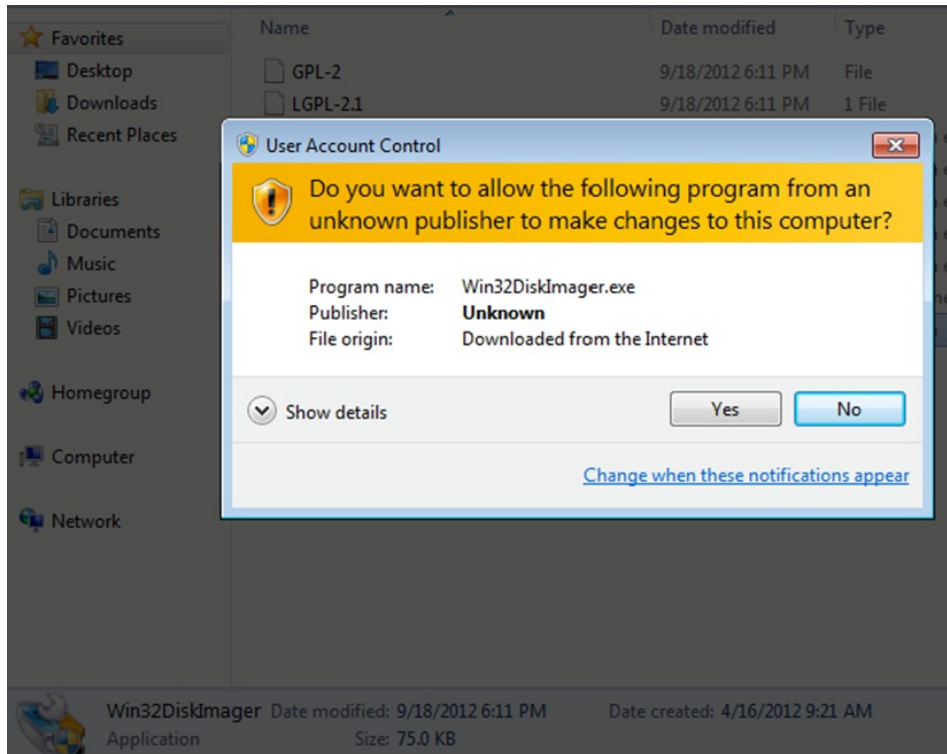 Favorites
Desktop
Downloads
Recent Places
Libraries
Documents
Music
Pictures
Videos
Homegroup
Computer
Network
Name Date modified Type
GPL-2 9/18/2012 6:11 PM File
LGPL-2.1 9/18/2012 6:11 PM 1 File
User Account Control
Do you want to allow the following program from an
unknown publisher to make changes to this computer?
Program name: Win32DiskImager.exe
Publisher: Unknown
File origin: Downloaded from the Internet
Show details Yes No
Change when these notifications appear
Win32DiskImager Date modified: 9/18/2012 6:11 PM Date created: 4/16/2012 9:21 AM
Application Size: 75.0 KB